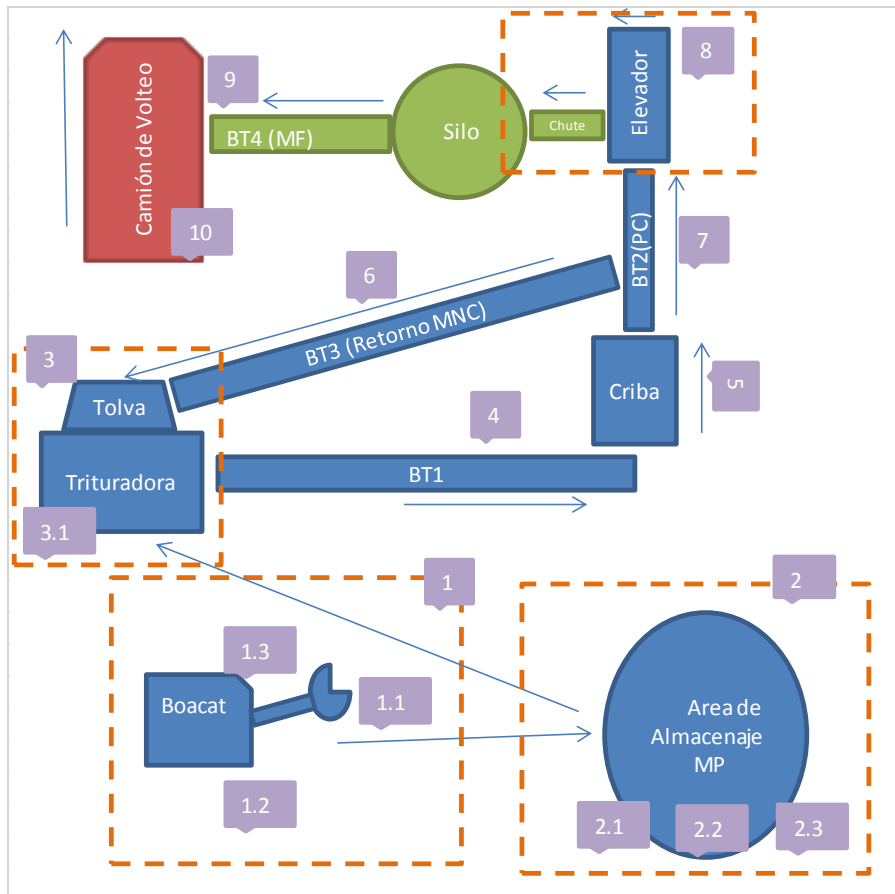 8
9
Elevador
Camión de Volteo
Silo
Chute
BT4 (MF)
10
7
BT2(PC)
6
BT3 (Retorno MNC)
3
5
Criba
Tolva
4
Trituradora
BT1
3.1
1
2
1.3
Boacat
1.1
Area de
Almacenaje
MP
1.2
2.1
2.2
2.3